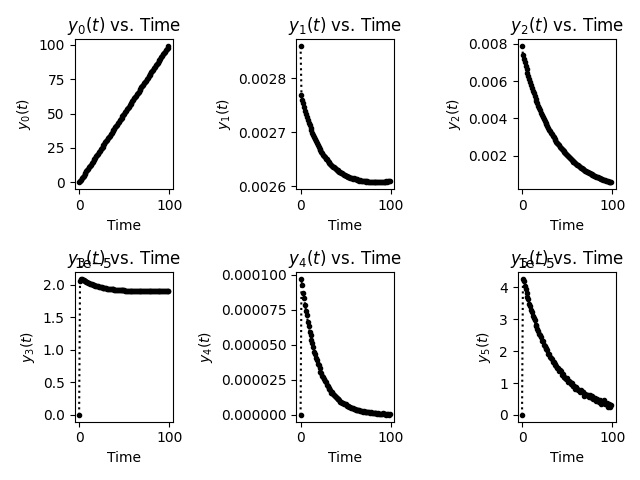 y₀(t) vs. Time
y₁(t) vs. Time
y₂(t) vs. Time
100
75
50
25
0
y₀(t)
0 100
Time
0.0028
0.0027
0.0026
y₁(t)
0 100
Time
0.008
0.006
0.004
0.002
y₂(t)
0 100
Time
y₃(t) vs. Time
y₄(t) vs. Time
y₅(t) vs. Time
1e−5
2.0
1.5
1.0
0.5
0.0
y₃(t)
0 100
Time
0.000100
0.000075
0.000050
0.000025
0.000000
y₄(t)
0 100
Time
1e−5
4
3
2
1
0
y₅(t)
0 100
Time